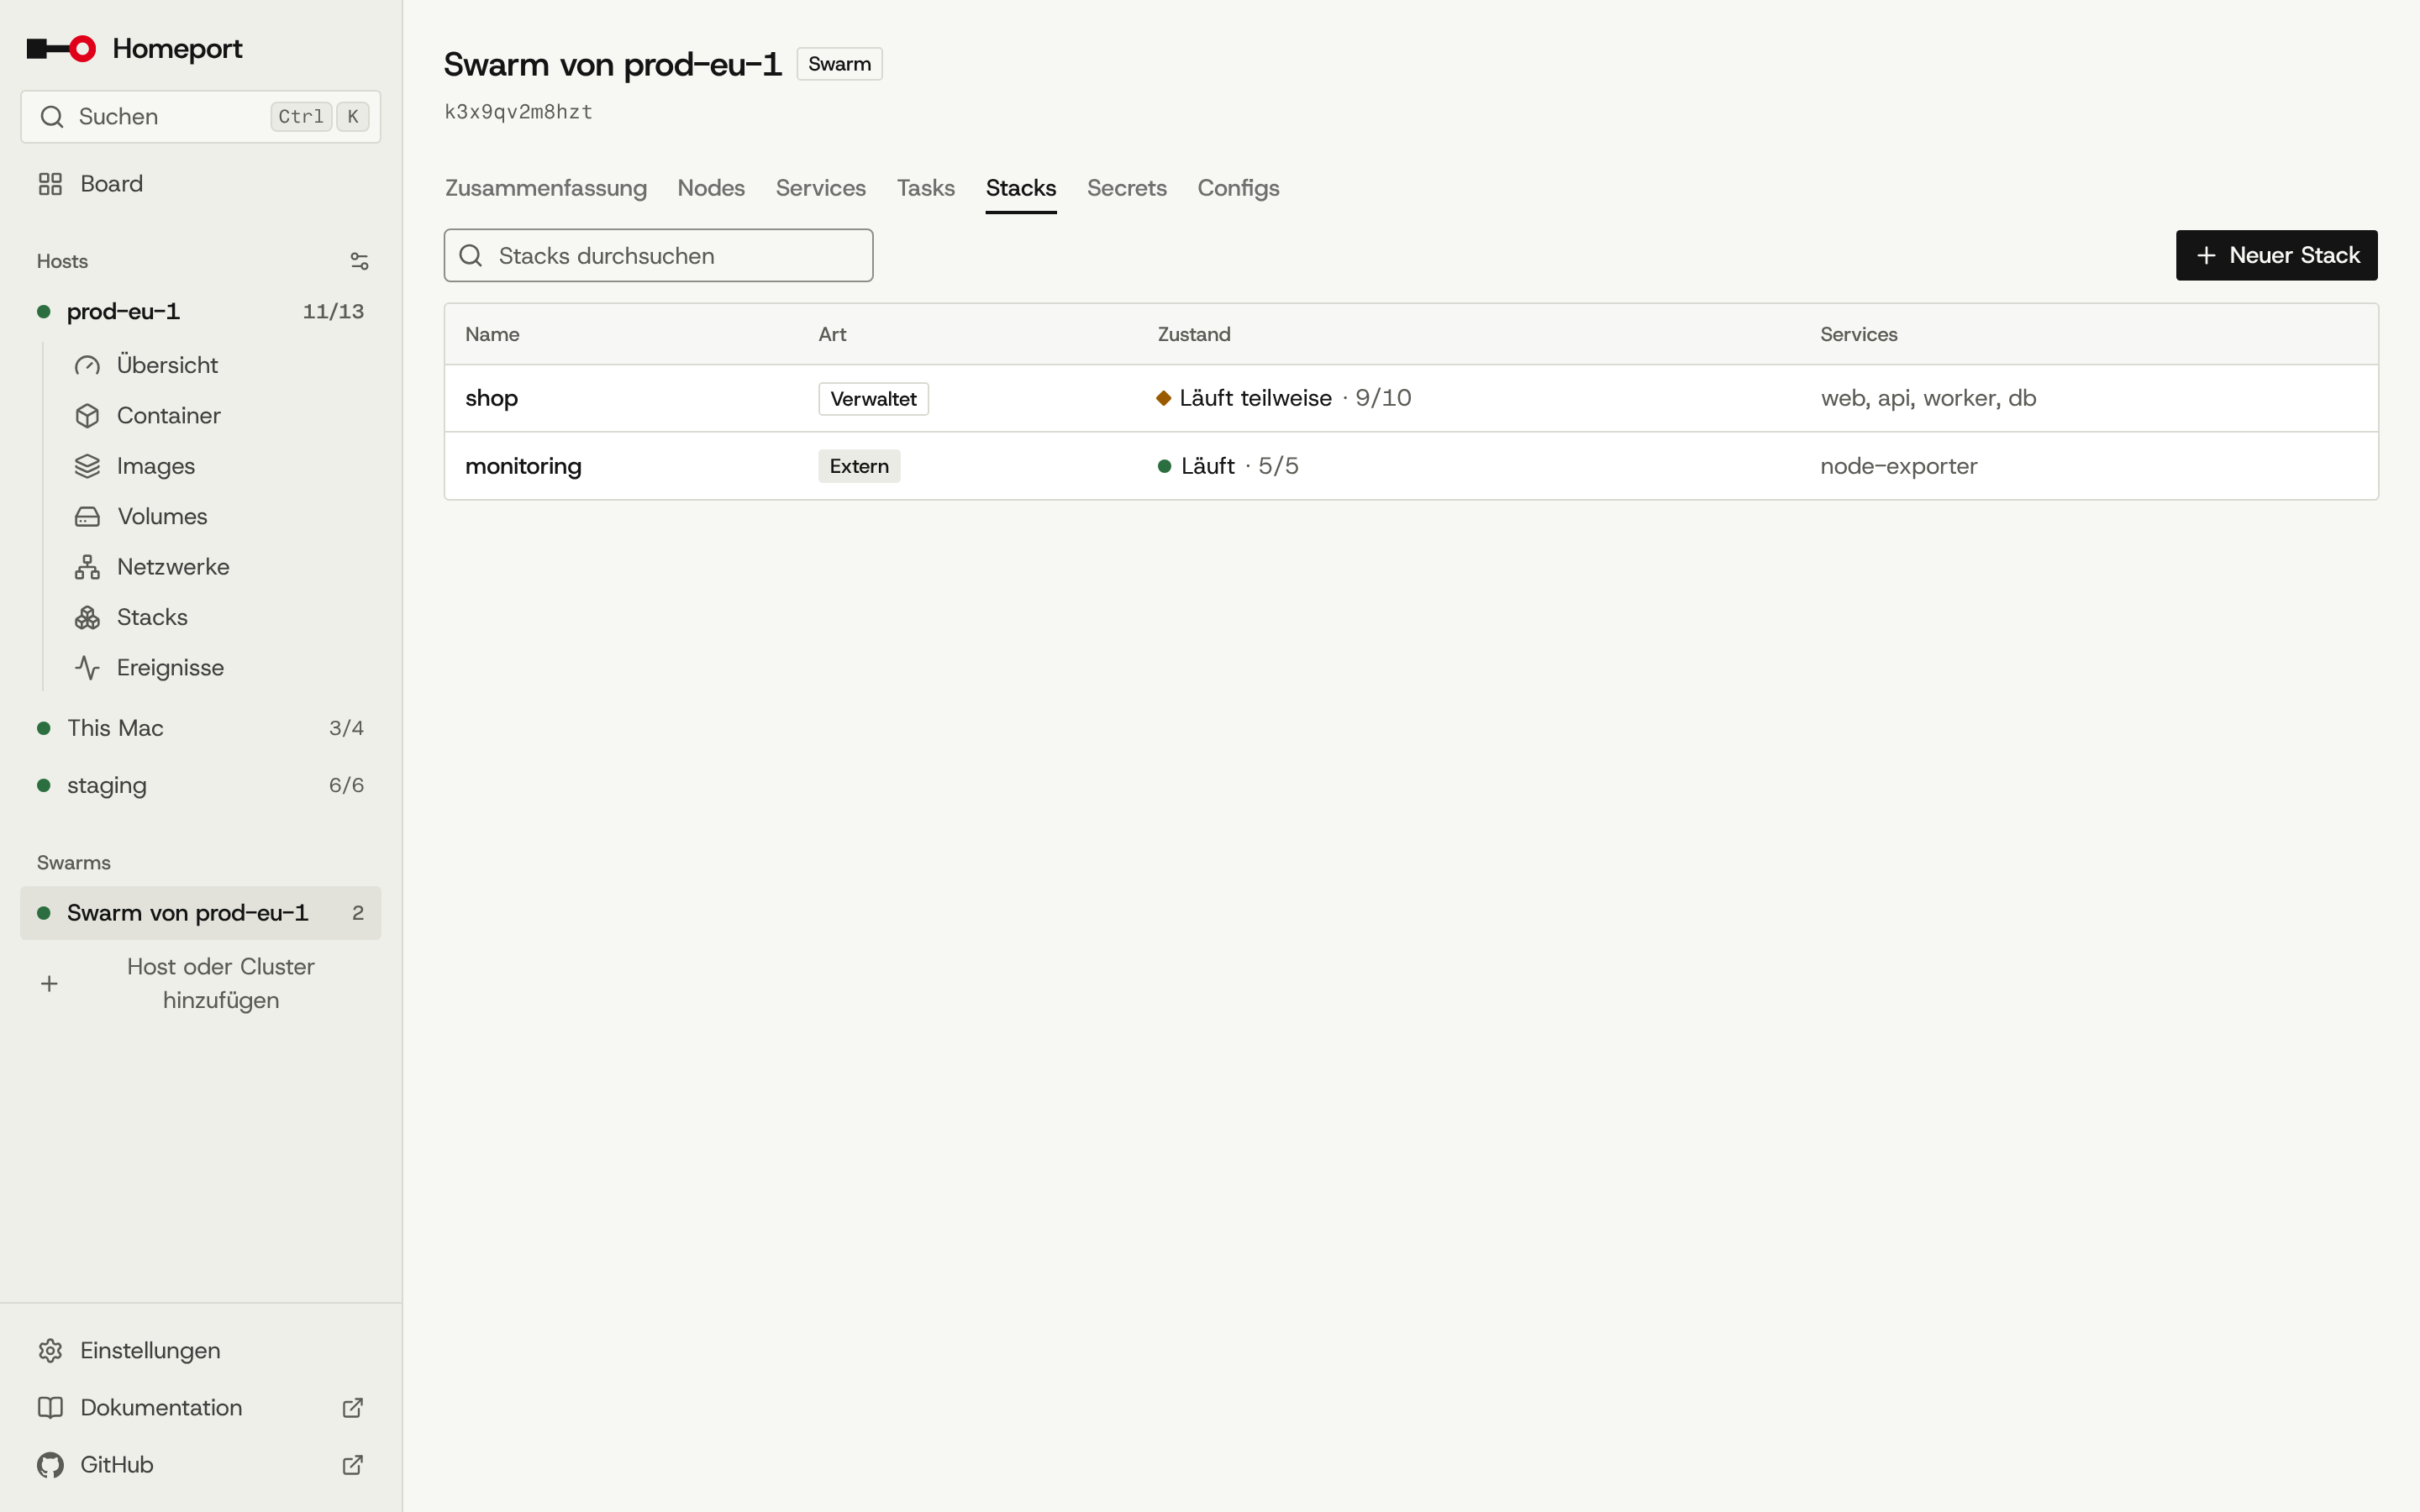 Homeport
Suchen Ctrl K
Board
Hosts
prod-eu-1 11/13
Übersicht
Container
Images
Volumes
Netzwerke
Stacks
Ereignisse
This Mac 3/4
staging 6/6
Swarms
Swarm von prod-eu-1 2
Host oder Cluster
hinzufügen
Einstellungen
Dokumentation
GitHub
Swarm von prod-eu-1 Swarm
k3x9qv2m8hzt
Zusammenfassung Nodes Services Tasks Stacks Secrets Configs
Stacks durchsuchen
Neuer Stack
Name Art Zustand Services
shop Verwaltet Läuft teilweise · 9/10 web, api, worker, db
monitoring Extern Läuft · 5/5 node-exporter